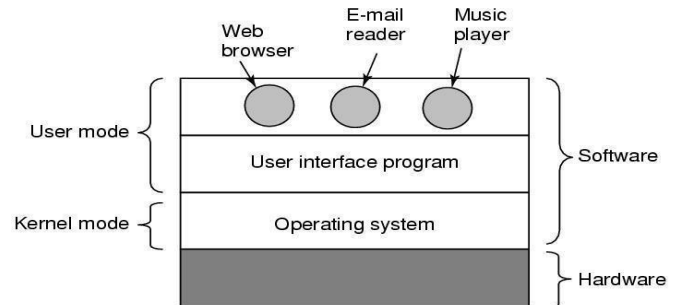 Web
browser
E-mail
reader
Music
player
User mode
User interface program
Software
Kernel mode
Operating system
Hardware